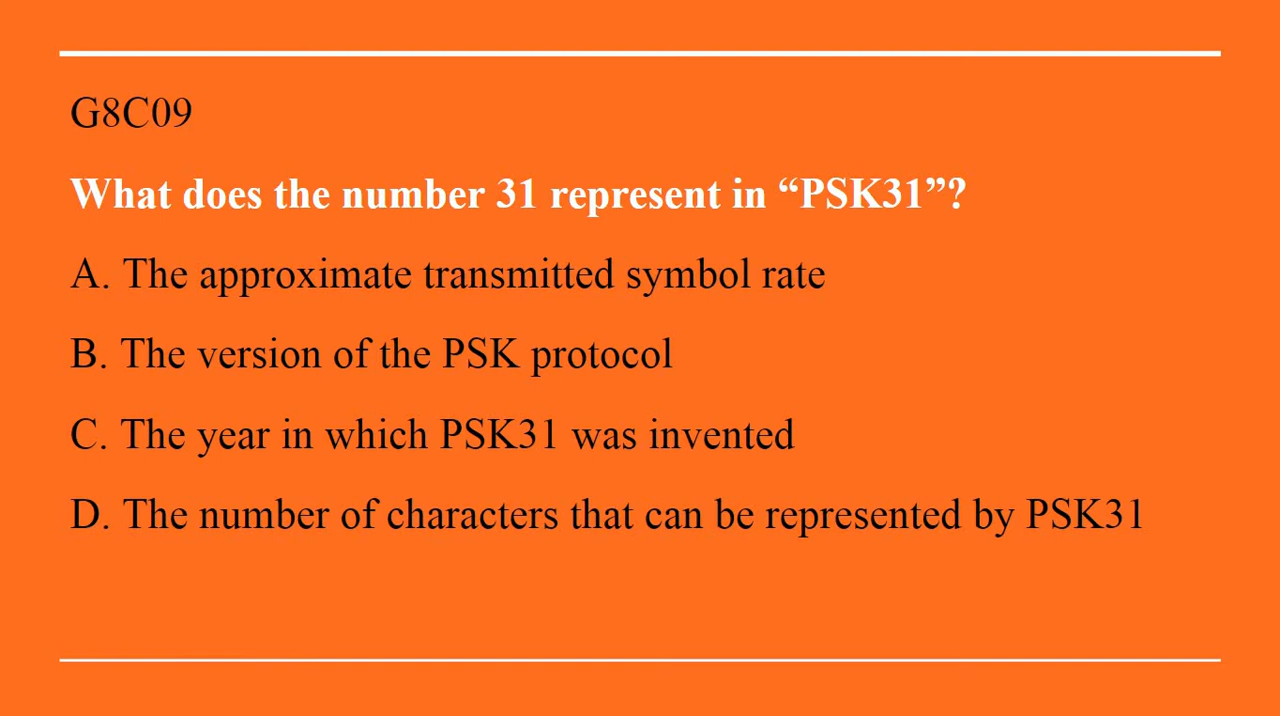 G8C09
What does the number 31 represent in “PSK31”?
A. The approximate transmitted symbol rate
B. The version of the PSK protocol
C. The year in which PSK31 was invented
D. The number of characters that can be represented by PSK31